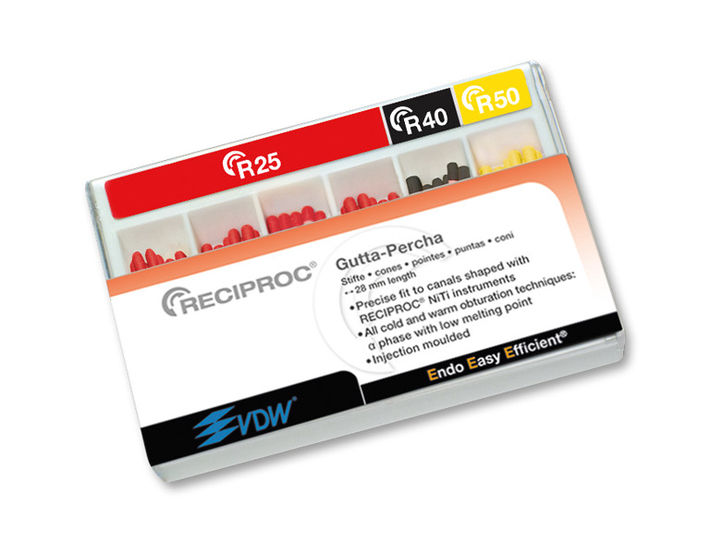 R25
R40
R50
RECIPROC®
Gutta-Percha
Stifte • cones • pointes • puntas • coni
↔ 28 mm length
•Precise fit to canals shaped with
RECIPROC® NiTi instruments
•All cold and warm obturation techniques:
α phase with low melting point
•Injection moulded
Endo Easy Efficient®
VDW®